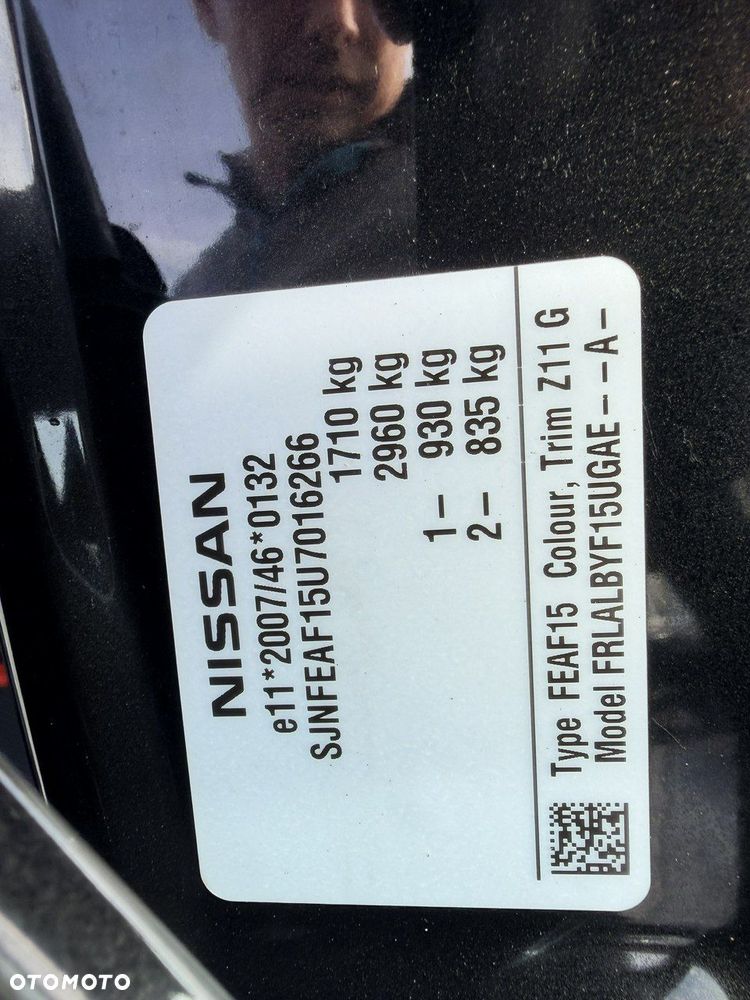 NISSAN
e11*2007/46*0132
SJNFEAF15U7016266
1710 kg
2960 kg
1– 930 kg
2– 835 kg
Type FEAF15 Colour, Trim Z11 G
Model FRLALBYF15UGAE––A–
OTOMOTO